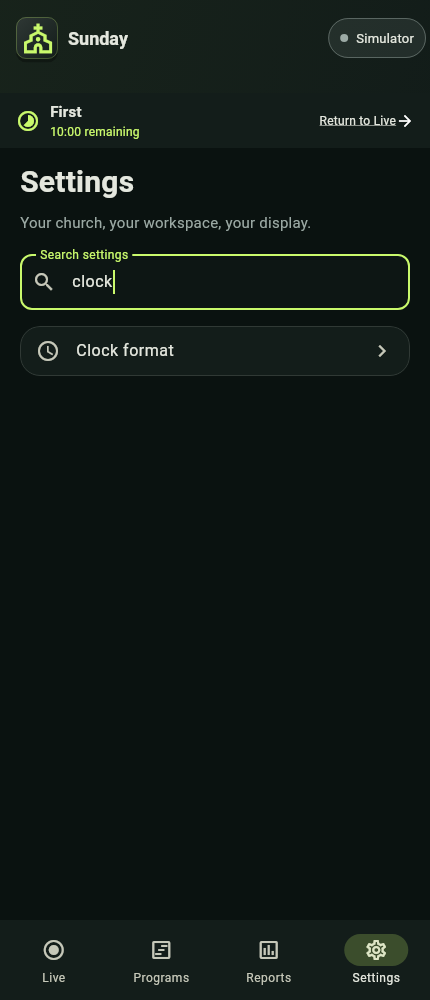 Sunday
Simulator
First
10:00 remaining
Return to Live
Settings
Your church, your workspace, your display.
Search settings
clock
Clock format
Live
Programs
Reports
Settings